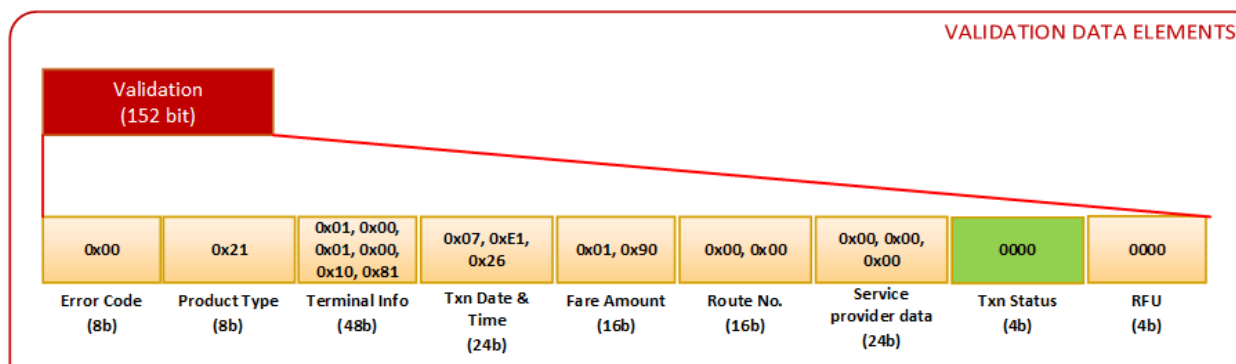 VALIDATION DATA ELEMENTS
Validation
(152 bit)
0x00
0x21
0x01, 0x00,
0x01, 0x00,
0x10, 0x81
0x07, 0xE1,
0x26
0x01, 0x90
0x00, 0x00
0x00, 0x00,
0x00
0000
0000
Error Code
(8b)
Product Type
(8b)
Terminal Info
(48b)
Txn Date &
Time
(24b)
Fare Amount
(16b)
Route No.
(16b)
Service
provider data
(24b)
Txn Status
(4b)
RFU
(4b)